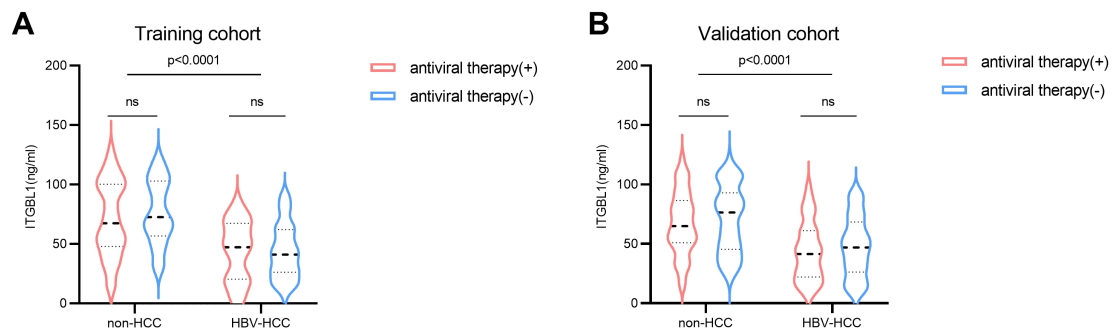 A
Training cohort
200
150
100
50
0
ITGBL1(ng/ml)
p<0.0001
ns
ns
non-HCC
HBV-HCC
antiviral therapy(+)
antiviral therapy(-)
B
Validation cohort
200
150
100
50
0
ITGBL1(ng/ml)
p<0.0001
ns
ns
non-HCC
HBV-HCC
antiviral therapy(+)
antiviral therapy(-)